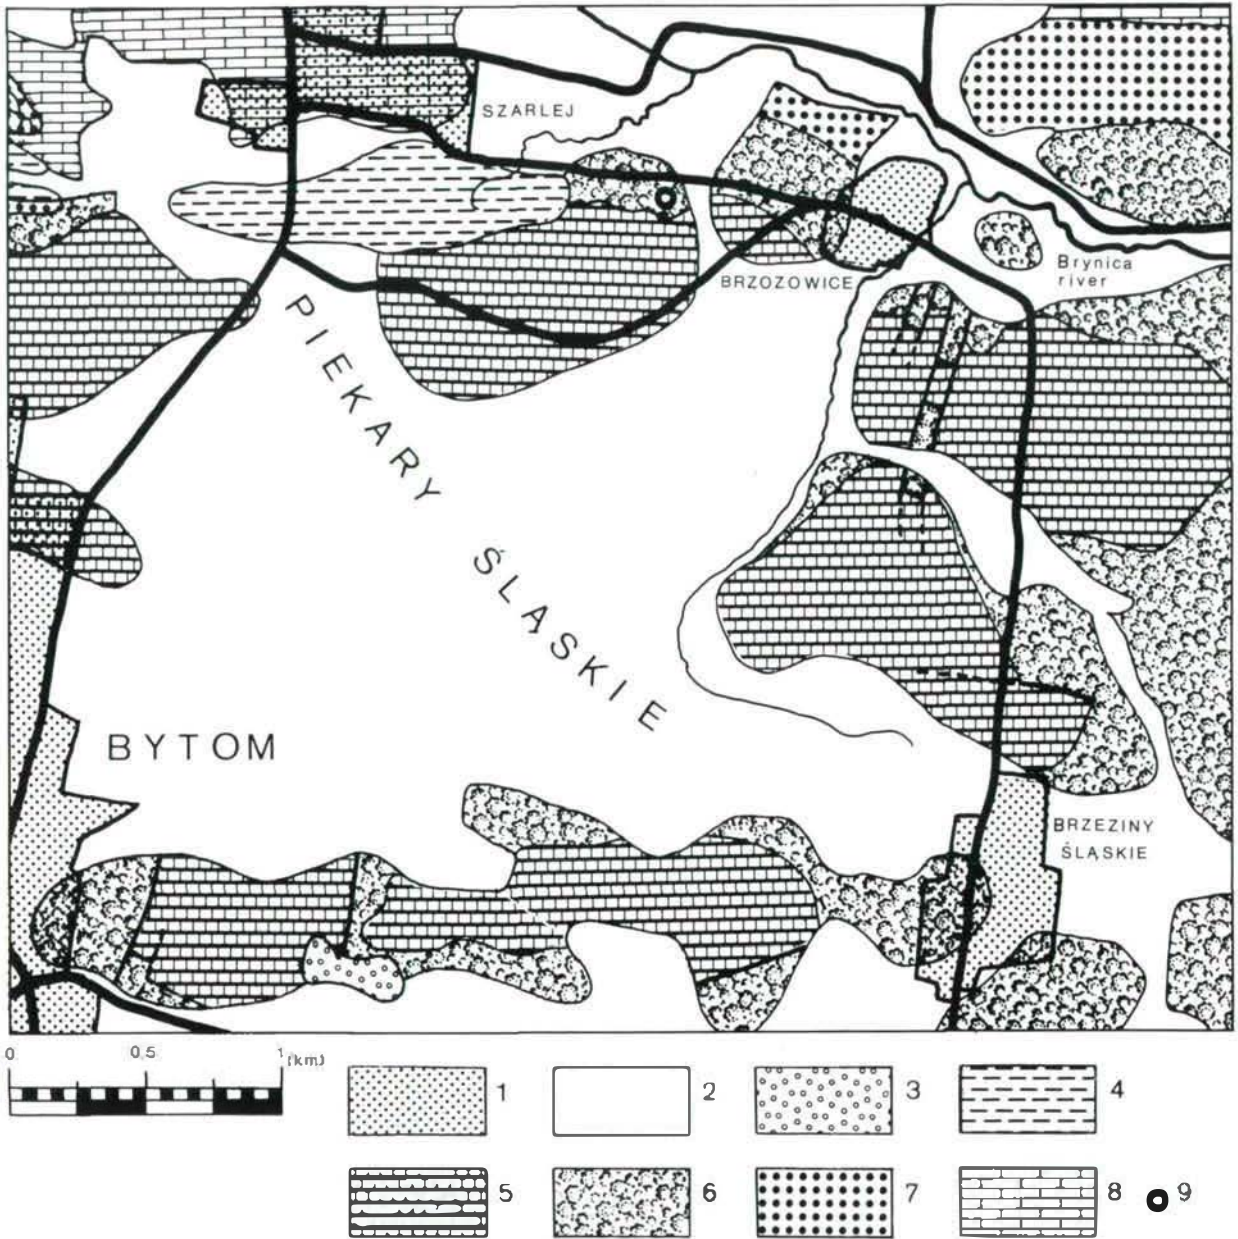 SZARLEJ
Brynica
river
BRZOZOWICE
PIEKARY ŚLĄSKIE
BYTOM
BRZEZINY
ŚLĄSKIE
0 0.5 1 (km)
1 2 3 4
5 6 7 8 9